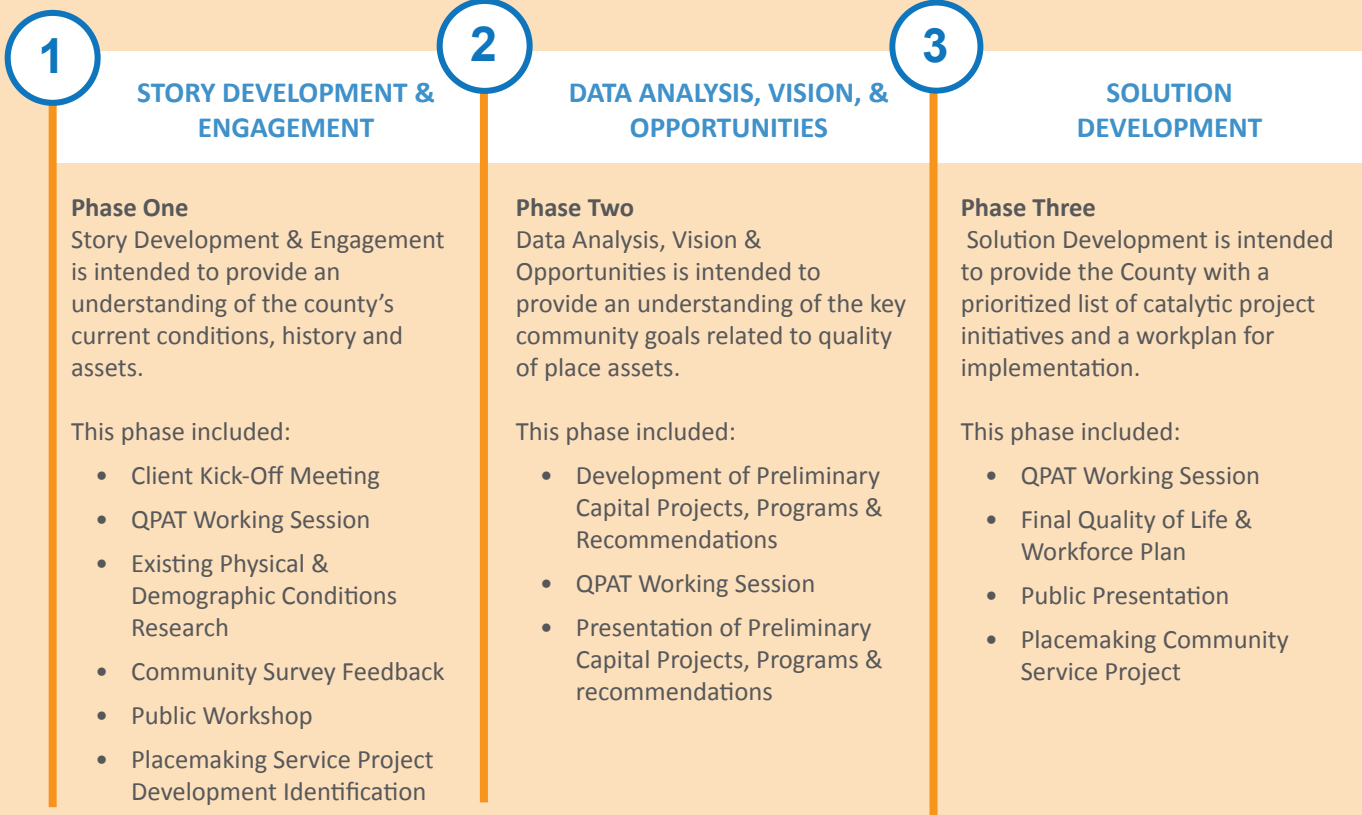 1
STORY DEVELOPMENT &
ENGAGEMENT
Phase One
Story Development & Engagement
is intended to provide an
understanding of the county’s
current conditions, history and
assets.
This phase included:
• Client Kick-Off Meeting
• QPAT Working Session
• Existing Physical &
Demographic Conditions
Research
• Community Survey Feedback
• Public Workshop
• Placemaking Service Project
Development Identification
2
DATA ANALYSIS, VISION, &
OPPORTUNITIES
Phase Two
Data Analysis, Vision &
Opportunities is intended to
provide an understanding of the key
community goals related to quality
of place assets.
This phase included:
• Development of Preliminary
Capital Projects, Programs &
Recommendations
• QPAT Working Session
• Presentation of Preliminary
Capital Projects, Programs &
recommendations
3
SOLUTION
DEVELOPMENT
Phase Three
Solution Development is intended
to provide the County with a
prioritized list of catalytic project
initiatives and a workplan for
implementation.
This phase included:
• QPAT Working Session
• Final Quality of Life &
Workforce Plan
• Public Presentation
• Placemaking Community
Service Project